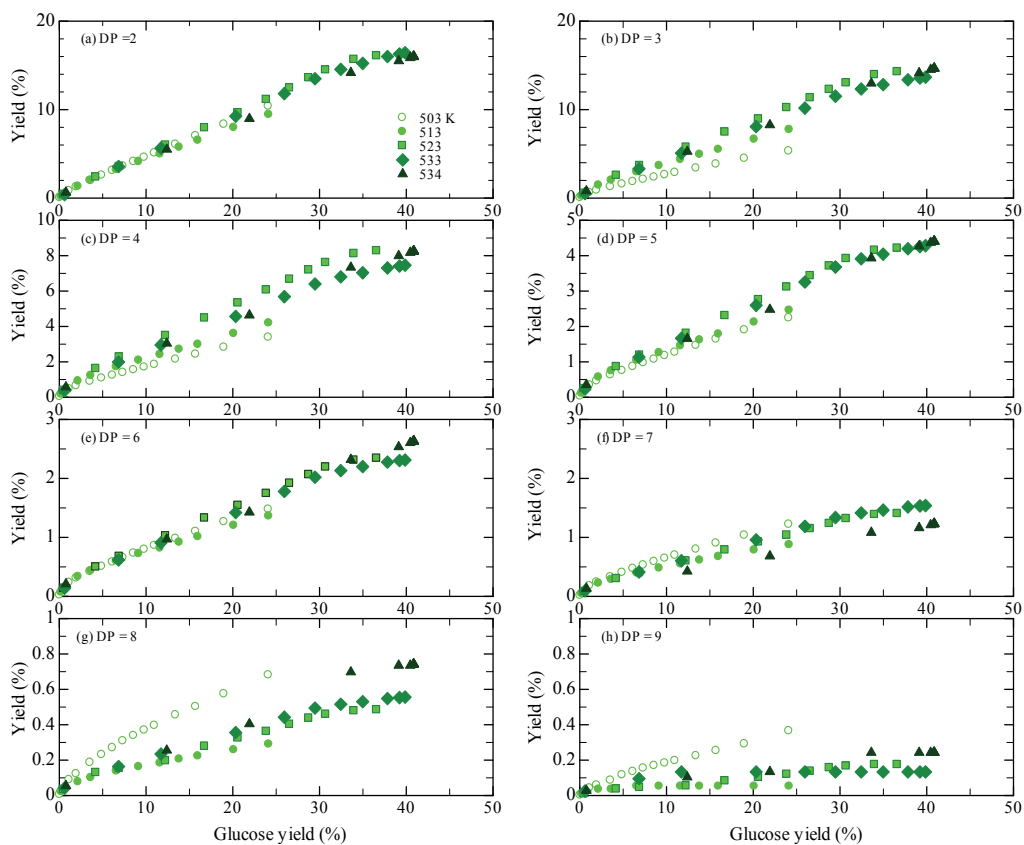 (a) DP =2
Yield (%)
20
10
0
0 10 20 30 40 50
503 K
513
523
533
534
(b) DP = 3
Yield (%)
20
10
0
0 10 20 30 40 50
(c) DP = 4
Yield (%)
10
8
6
4
2
0
0 10 20 30 40 50
(d) DP = 5
Yield (%)
5
4
3
2
1
0
0 10 20 30 40 50
(e) DP = 6
Yield (%)
3
2
1
0
0 10 20 30 40 50
(f) DP = 7
Yield (%)
3
2
1
0
0 10 20 30 40 50
(g) DP = 8
Yield (%)
1
0.8
0.6
0.4
0.2
0
0 10 20 30 40 50
Glucose yield (%)
(h) DP = 9
Yield (%)
1
0.8
0.6
0.4
0.2
0
0 10 20 30 40 50
Glucose yield (%)